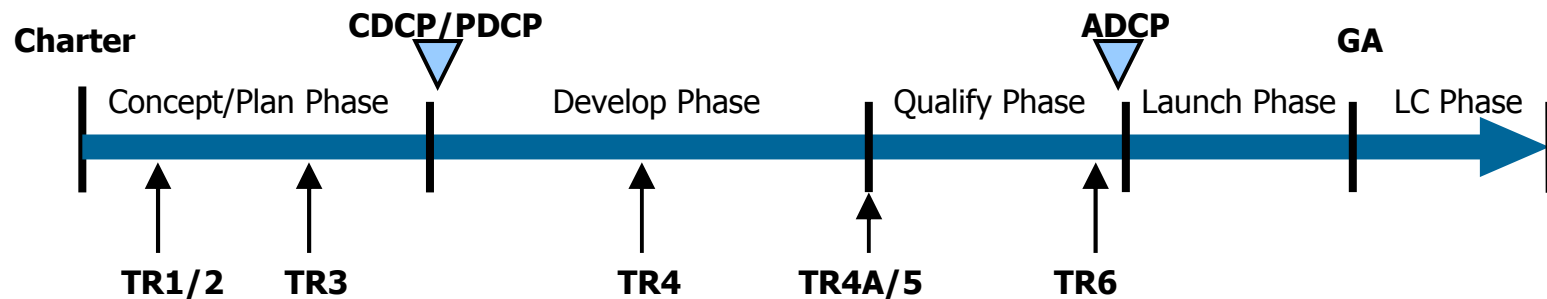 CDCP/PDCP
ADCP
Charter
GA
Concept/Plan Phase
Develop Phase
Qualify Phase
Launch Phase
LC Phase
TR1/2
TR3
TR4
TR4A/5
TR6